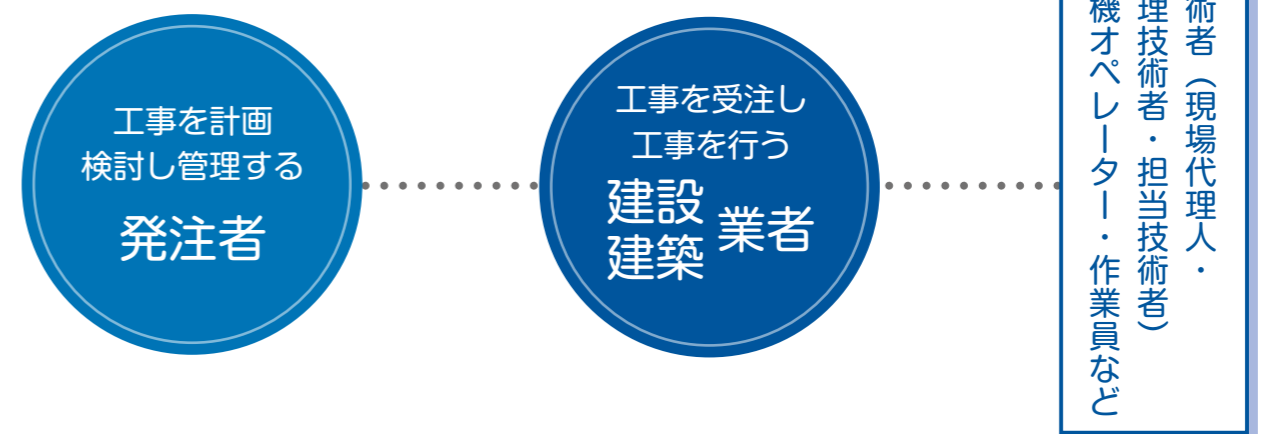 工事を計画
検討し管理する
発注者
工事を受注し
工事を行う
建設
建築
業者
術者（現場代理人・
理技術者・担当技術者）
機オペレーター・作業員など